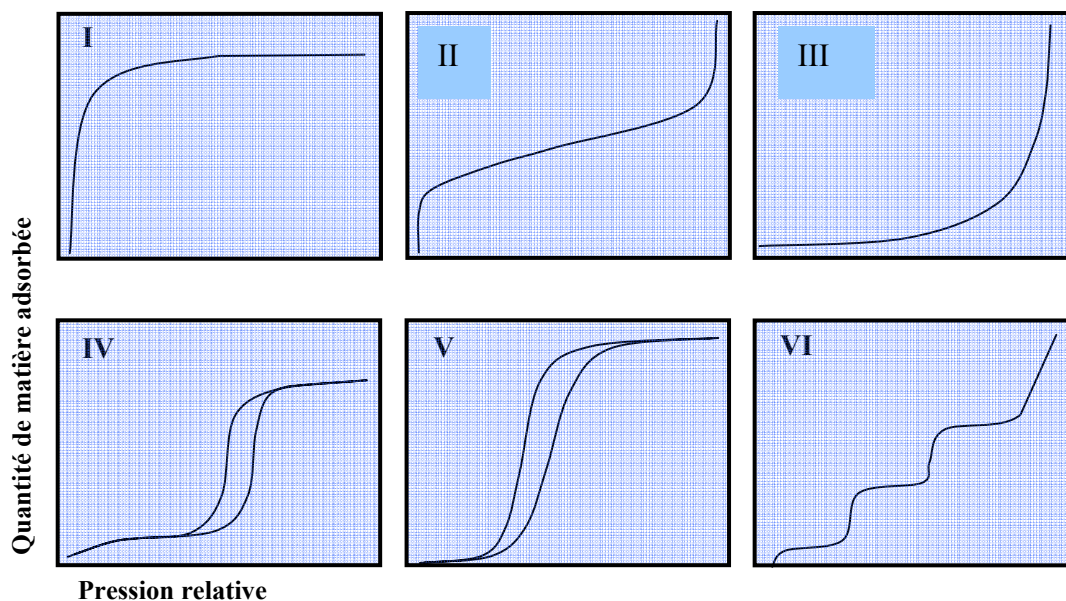 I
II
III
IV
V
VI
Quantité de matière adsorbée
Pression relative